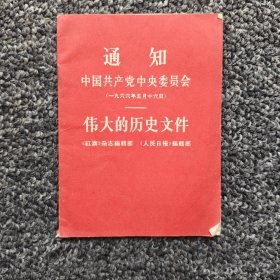 通知
中国共产党中央委员会
(一九六六年五月十六日)
伟大的历史文件
《红旗》杂志编辑部 《人民日报》编辑部